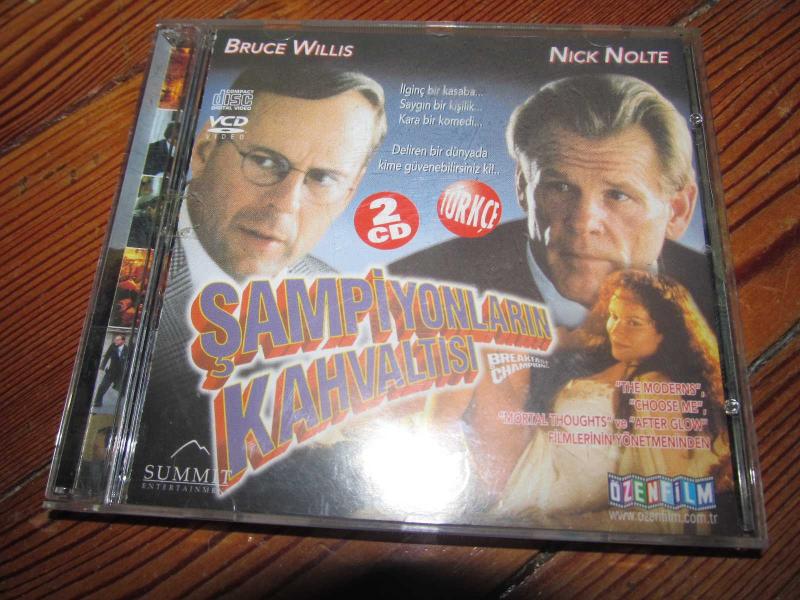 BRUCE WILLIS
NICK NOLTE
COMPACT
disc
DIGITAL VIDEO
VCD
VIDEO
İlginç bir kasaba...
Saygın bir kişilik...
Kara bir komedi...
Deliren bir dünyada
kime güvenebilirsiniz ki!..
2
CD
TÜRKÇE
ŞAMPİYONLARIN
KAHVALTISI
BREAKFAST
OF
CHAMPIONS
"THE MODERNS",
"CHOOSE ME",
"MORTAL THOUGHTS" ve "AFTER GLOW"
FİLMLERİNİN YÖNETMENİNDEN
SUMMIT
ENTERTAINMENT
ÖZENFİLM
www.ozenfilm.com.tr